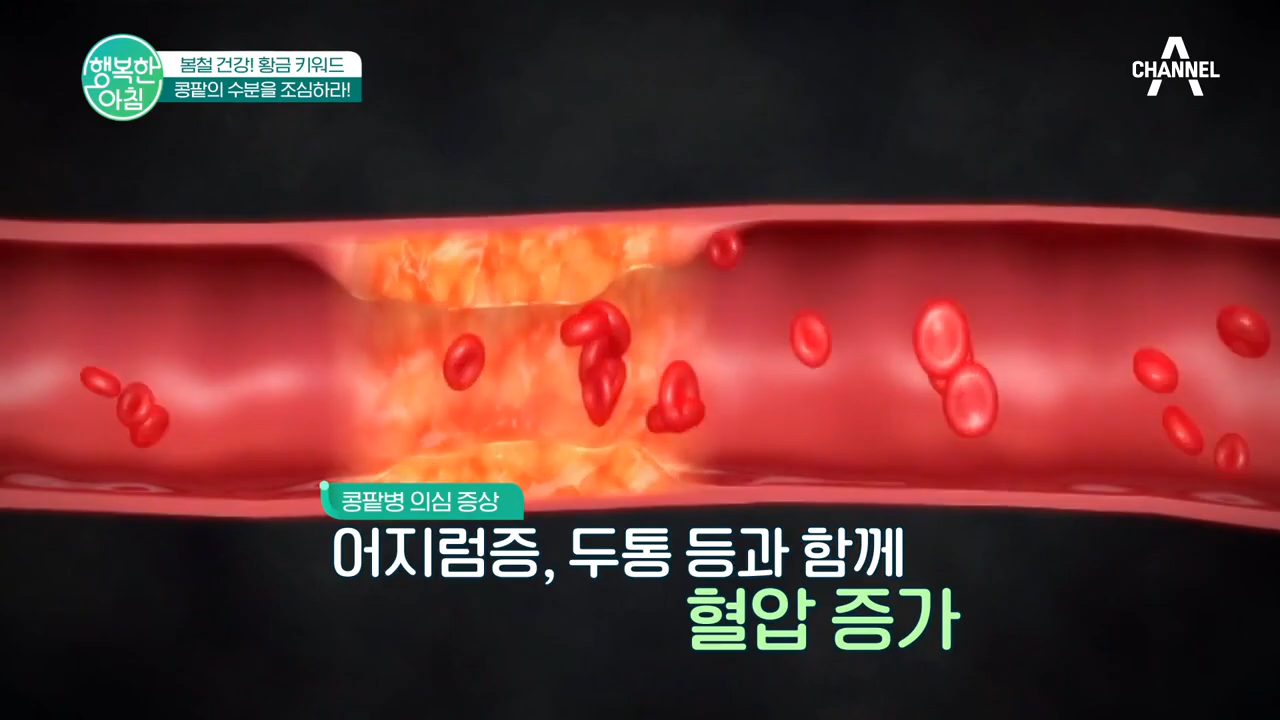 행복한
아침
봄철 건강! 황금 키워드
콩팥의 수분을 조심하라!
CHANNEL A
콩팥병 의심 증상
어지럼증, 두통 등과 함께
혈압 증가